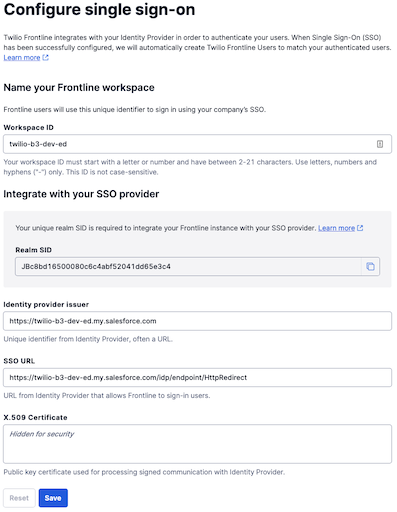 Configure single sign-on
Twilio Frontline integrates with your Identity Provider in order to authenticate your users. When Single Sign-On (SSO)
has been successfully configured, we will automatically create Twilio Frontline Users to match your authenticated users.
Learn more
Name your Frontline workspace
Frontline users will use this unique identifier to sign in using your company's SSO.
Workspace ID
twilio-b3-dev-ed
Your workspace ID must start with a letter or number and have between 2-21 characters. Use letters, numbers and
hyphens ("-") only. This ID is not case-sensitive.
Integrate with your SSO provider
Your unique realm SID is required to integrate your Frontline instance with your SSO provider. Learn more
Realm SID
JBc8bd16500080c6c4abf52041dd65e3c4
Identity provider issuer
https://twilio-b3-dev-ed.my.salesforce.com
Unique identifier from Identity Provider, often a URL.
SSO URL
https://twilio-b3-dev-ed.my.salesforce.com/idp/endpoint/HttpRedirect
URL from Identity Provider that allows Frontline to sign-in users.
X.509 Certificate
Hidden for security
Public key certificate used for processing signed communication with Identity Provider.
Reset
Save